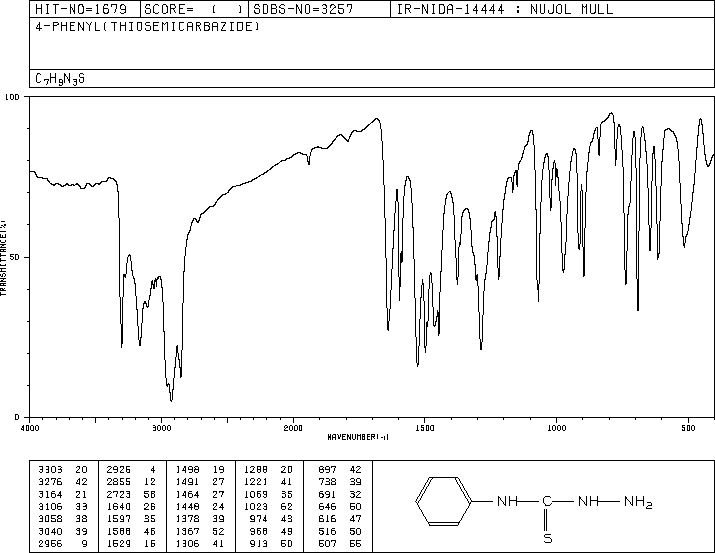 HIT-NO=1679 SCORE= ( ) SDBS-NO=3257 IR-NIDA-14444 : NUJOL MULL
4-PHENYL(THIOSEMICARBAZIDE)
C7H9N3S
100
TRANSMITTANCE(%)
50
0
4000 3000 2000 1500 1000 500
WAVENUMBER(-1)
3303 20 2926 4 1498 19 1288 20 897 42
3276 42 2855 12 1491 27 1221 41 738 39
3164 21 2723 58 1464 27 1069 35 691 32
3106 33 1640 26 1448 24 1023 62 646 50
3058 38 1597 35 1378 39 974 43 616 47
3040 39 1588 46 1367 52 968 49 516 50
2956 9 1529 15 1306 41 913 50 507 55
NH C NH NH2
S